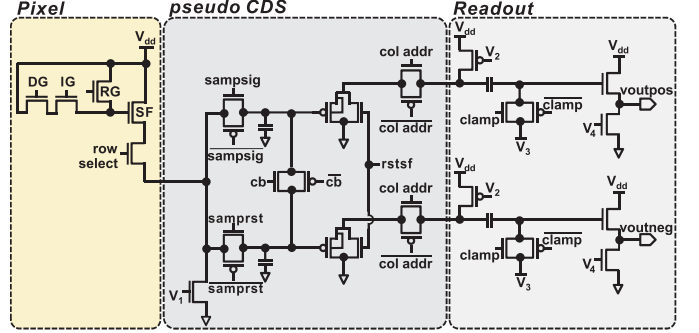 Pixel
pseudo CDS
Readout
Vdd
DG
IG
RG
SF
row
select
V1
sampsig
sampsig
cb
cb
samprst
samprst
rstsf
col addr
col addr
col addr
col addr
Vdd
V2
clamp
clamp
V3
Vdd
voutpos
V4
Vdd
V2
clamp
clamp
V3
Vdd
voutneg
V4